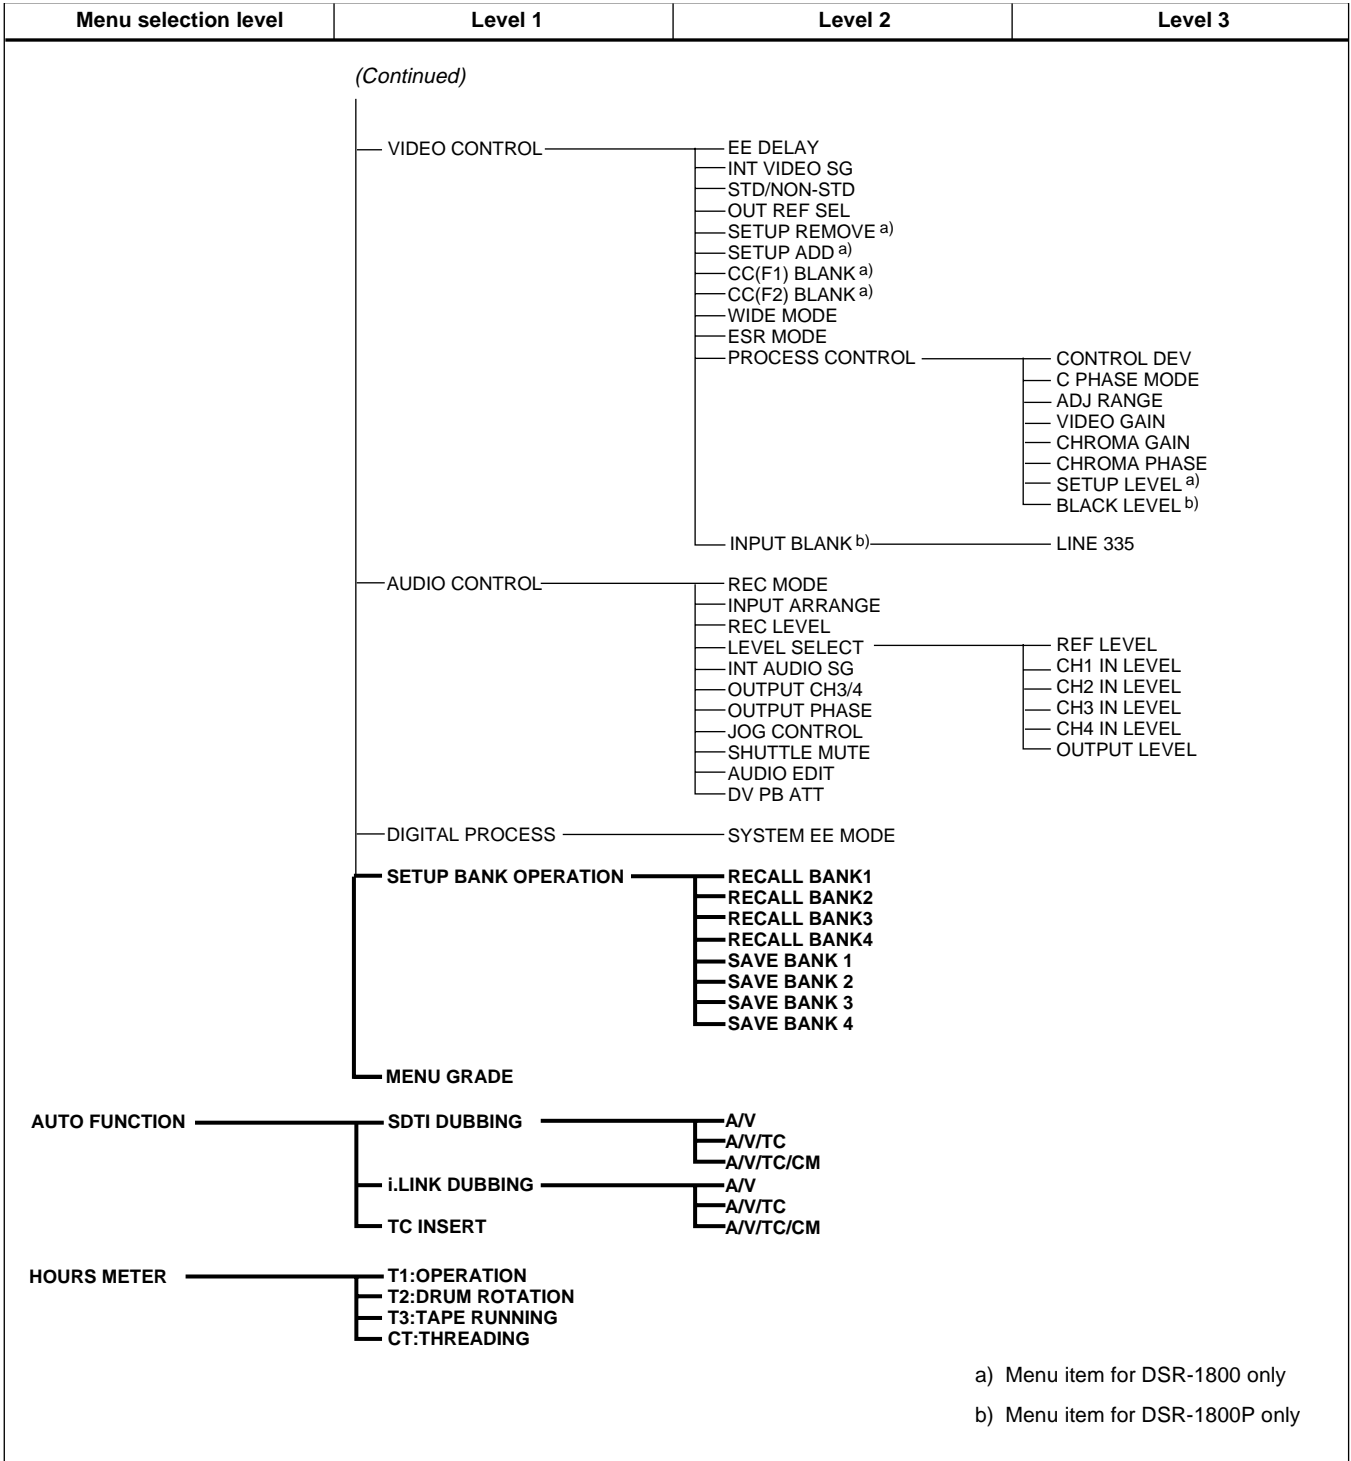 Menu selection level Level 1 Level 2 Level 3
(Continued)
VIDEO CONTROL EE DELAY
INT VIDEO SG
STD/NON-STD
OUT REF SEL
SETUP REMOVE a)
SETUP ADD a)
CC(F1) BLANK a)
CC(F2) BLANK a)
WIDE MODE
ESR MODE
PROCESS CONTROL CONTROL DEV
C PHASE MODE
ADJ RANGE
VIDEO GAIN
CHROMA GAIN
CHROMA PHASE
SETUP LEVEL a)
BLACK LEVEL b)
INPUT BLANK b) LINE 335
AUDIO CONTROL REC MODE
INPUT ARRANGE
REC LEVEL
LEVEL SELECT REF LEVEL
INT AUDIO SG CH1 IN LEVEL
OUTPUT CH3/4 CH2 IN LEVEL
OUTPUT PHASE CH3 IN LEVEL
JOG CONTROL CH4 IN LEVEL
SHUTTLE MUTE OUTPUT LEVEL
AUDIO EDIT
DV PB ATT
DIGITAL PROCESS SYSTEM EE MODE
SETUP BANK OPERATION RECALL BANK1
RECALL BANK2
RECALL BANK3
RECALL BANK4
SAVE BANK 1
SAVE BANK 2
SAVE BANK 3
SAVE BANK 4
MENU GRADE
AUTO FUNCTION SDTI DUBBING A/V
A/V/TC
A/V/TC/CM
i.LINK DUBBING A/V
A/V/TC
TC INSERT A/V/TC/CM
HOURS METER T1:OPERATION
T2:DRUM ROTATION
T3:TAPE RUNNING
CT:THREADING
a) Menu item for DSR-1800 only
b) Menu item for DSR-1800P only